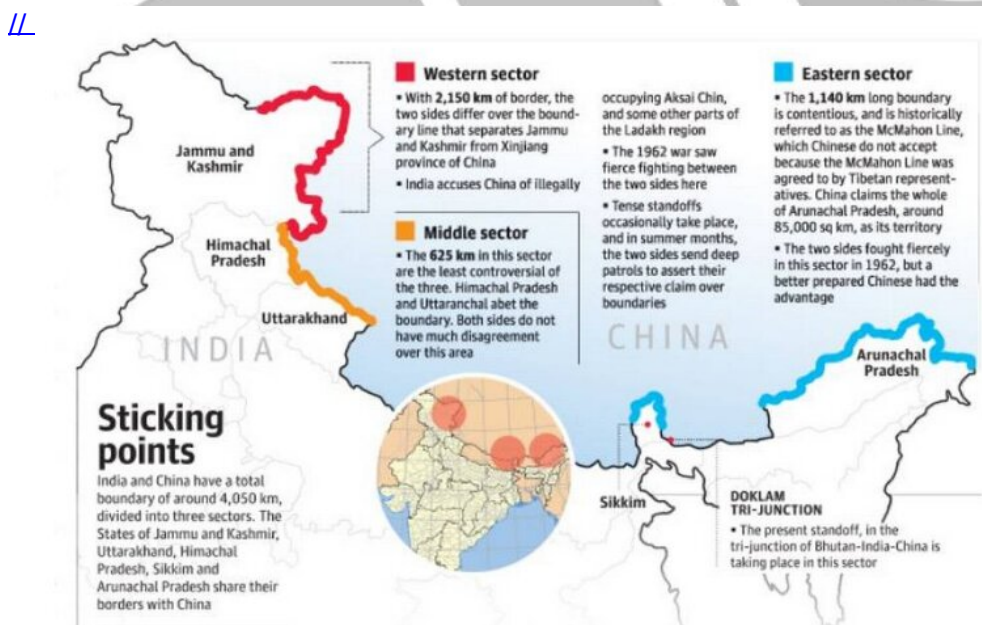 //
Western sector
• With 2,150 km of border, the
two sides differ over the bound-
ary line that separates Jammu
and Kashmir from Xinjiang
province of China
• India accuses China of illegally
occupying Aksai Chin,
and some other parts of
the Ladakh region
• The 1962 war saw
fierce fighting between
the two sides here
• Tense standoffs
occasionally take place,
and in summer months,
the two sides send deep
patrols to assert their
respective claim over
boundaries
Middle sector
• The 625 km in this sector
are the least controversial of
the three. Himachal Pradesh
and Uttaranchal abet the
boundary. Both sides do not
have much disagreement
over this area
Eastern sector
• The 1,140 km long boundary
is contentious, and is historically
referred to as the McMahon Line,
which Chinese do not accept
because the McMahon Line was
agreed to by Tibetan represent-
atives. China claims the whole
of Arunachal Pradesh, around
85,000 sq km, as its territory
• The two sides fought fiercely
in this sector in 1962, but a
better prepared Chinese had the
advantage
Jammu and
Kashmir
Himachal
Pradesh
Uttarakhand
INDIA
CHINA
Arunachal
Pradesh
Sikkim
Sticking
points
India and China have a total
boundary of around 4,050 km,
divided into three sectors. The
States of Jammu and Kashmir,
Uttarakhand, Himachal
Pradesh, Sikkim and
Arunachal Pradesh share their
borders with China
DOKLAM
TRI-JUNCTION
• The present standoff, in the
tri-junction of Bhutan-India-China is
taking place in this sector